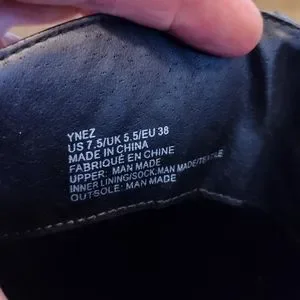 YNEZ
US 7.5/UK 5.5/EU 38
MADE IN CHINA
FABRIQUÉ EN CHINE
UPPER: MAN MADE
INNER LINING/SOCK:MAN MADE/TEXTILE
OUTSOLE: MAN MADE